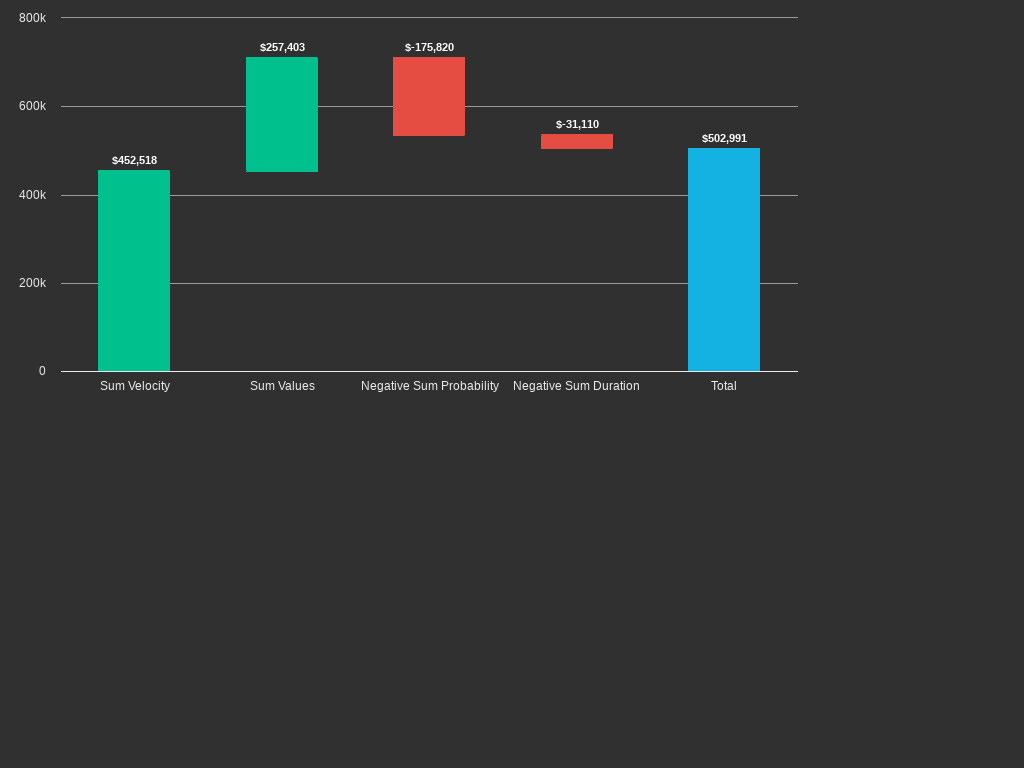 800k
$257,403
$-175,820
600k
$-31,110
$502,991
$452,518
400k
200k
0
Sum Velocity
Sum Values
Negative Sum Probability
Negative Sum Duration
Total